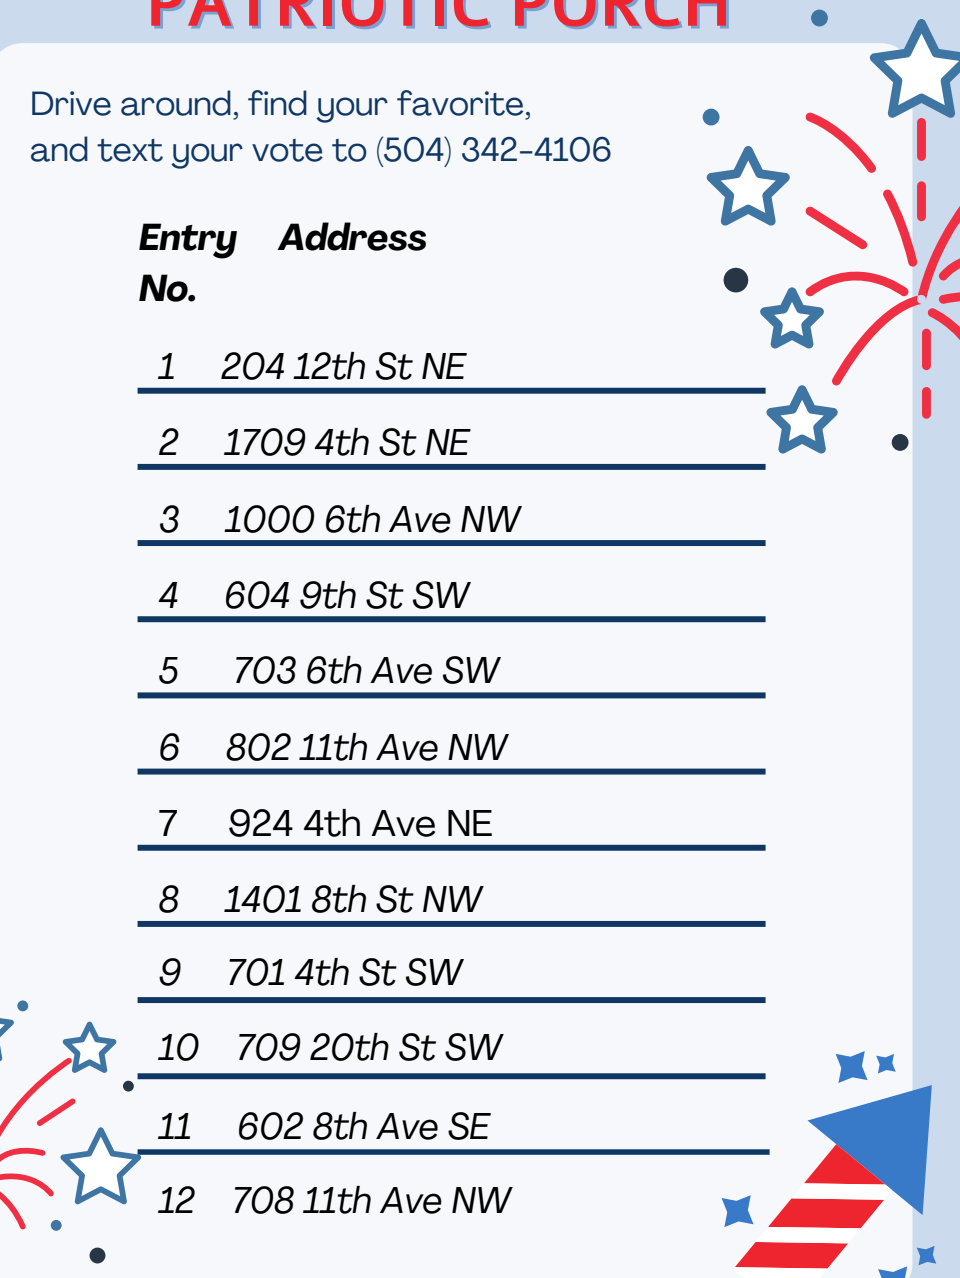 PATRIOTIC PORCH
Drive around, find your favorite,
and text your vote to (504) 342-4106
Entry Address
No.
1 204 12th St NE
2 1709 4th St NE
3 1000 6th Ave NW
4 604 9th St SW
5 703 6th Ave SW
6 802 11th Ave NW
7 924 4th Ave NE
8 1401 8th St NW
9 701 4th St SW
10 709 20th St SW
11 602 8th Ave SE
12 708 11th Ave NW